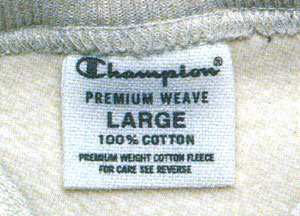 Champion
PREMIUM WEAVE
LARGE
100% COTTON
PREMIUM WEIGHT COTTON FLEECE
FOR CARE SEE REVERSE